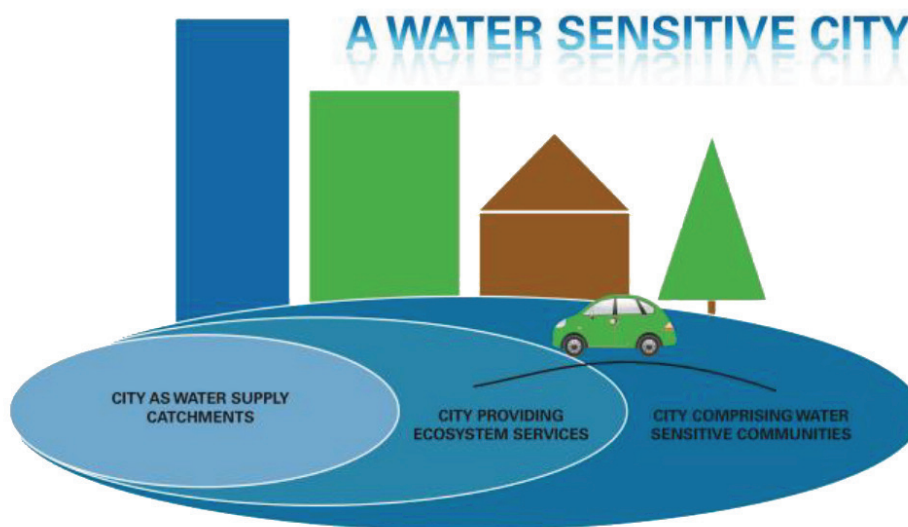 A WATER SENSITIVE CITY
CITY AS WATER SUPPLY
CATCHMENTS
CITY PROVIDING
ECOSYSTEM SERVICES
CITY COMPRISING WATER
SENSITIVE COMMUNITIES